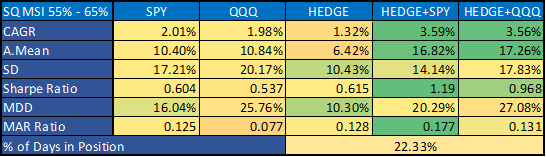 SQ MSI 55% - 65% SPY QQQ HEDGE HEDGE+SPY HEDGE+QQQ
CAGR 2.01% 1.98% 1.32% 3.59% 3.56%
A.Mean 10.40% 10.84% 6.42% 16.82% 17.26%
SD 17.21% 20.17% 10.43% 14.14% 17.83%
Sharpe Ratio 0.604 0.537 0.615 1.19 0.968
MDD 16.04% 25.76% 10.30% 20.29% 27.08%
MAR Ratio 0.125 0.077 0.128 0.177 0.131
% of Days in Position 22.33%